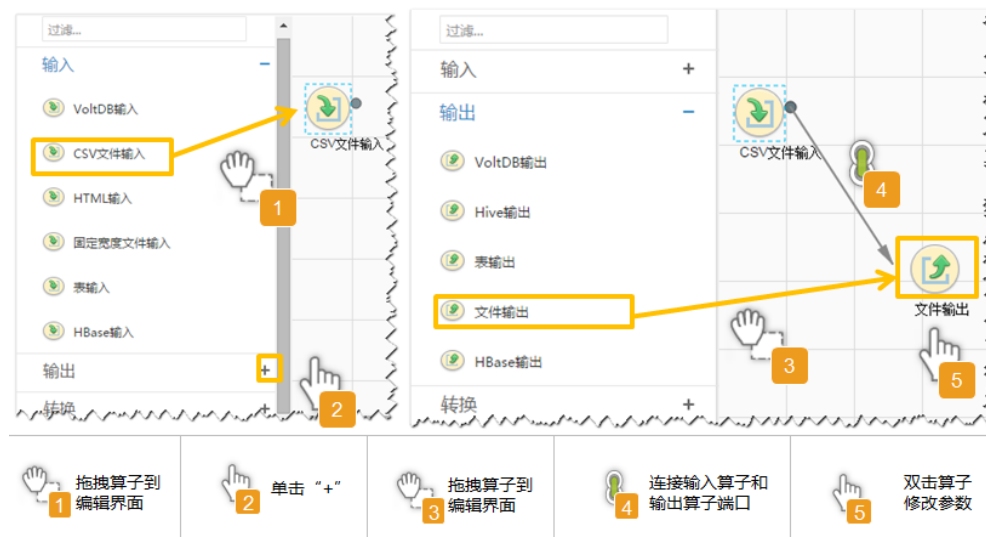 过滤...
输入
−
VoltDB输入
CSV文件输入
HTML输入
固定宽度文件输入
表输入
HBase输入
输出
+
转换
+
CSV文件输入
1
2
过滤...
输入
+
输出
−
VoltDB输出
Hive输出
表输出
文件输出
HBase输出
转换
+
CSV文件输入
4
文件输出
3
5
1
拖拽算子到
编辑界面
2
单击“+”
3
拖拽算子到
编辑界面
4
连接输入算子和
输出算子端口
5
双击算子
修改参数